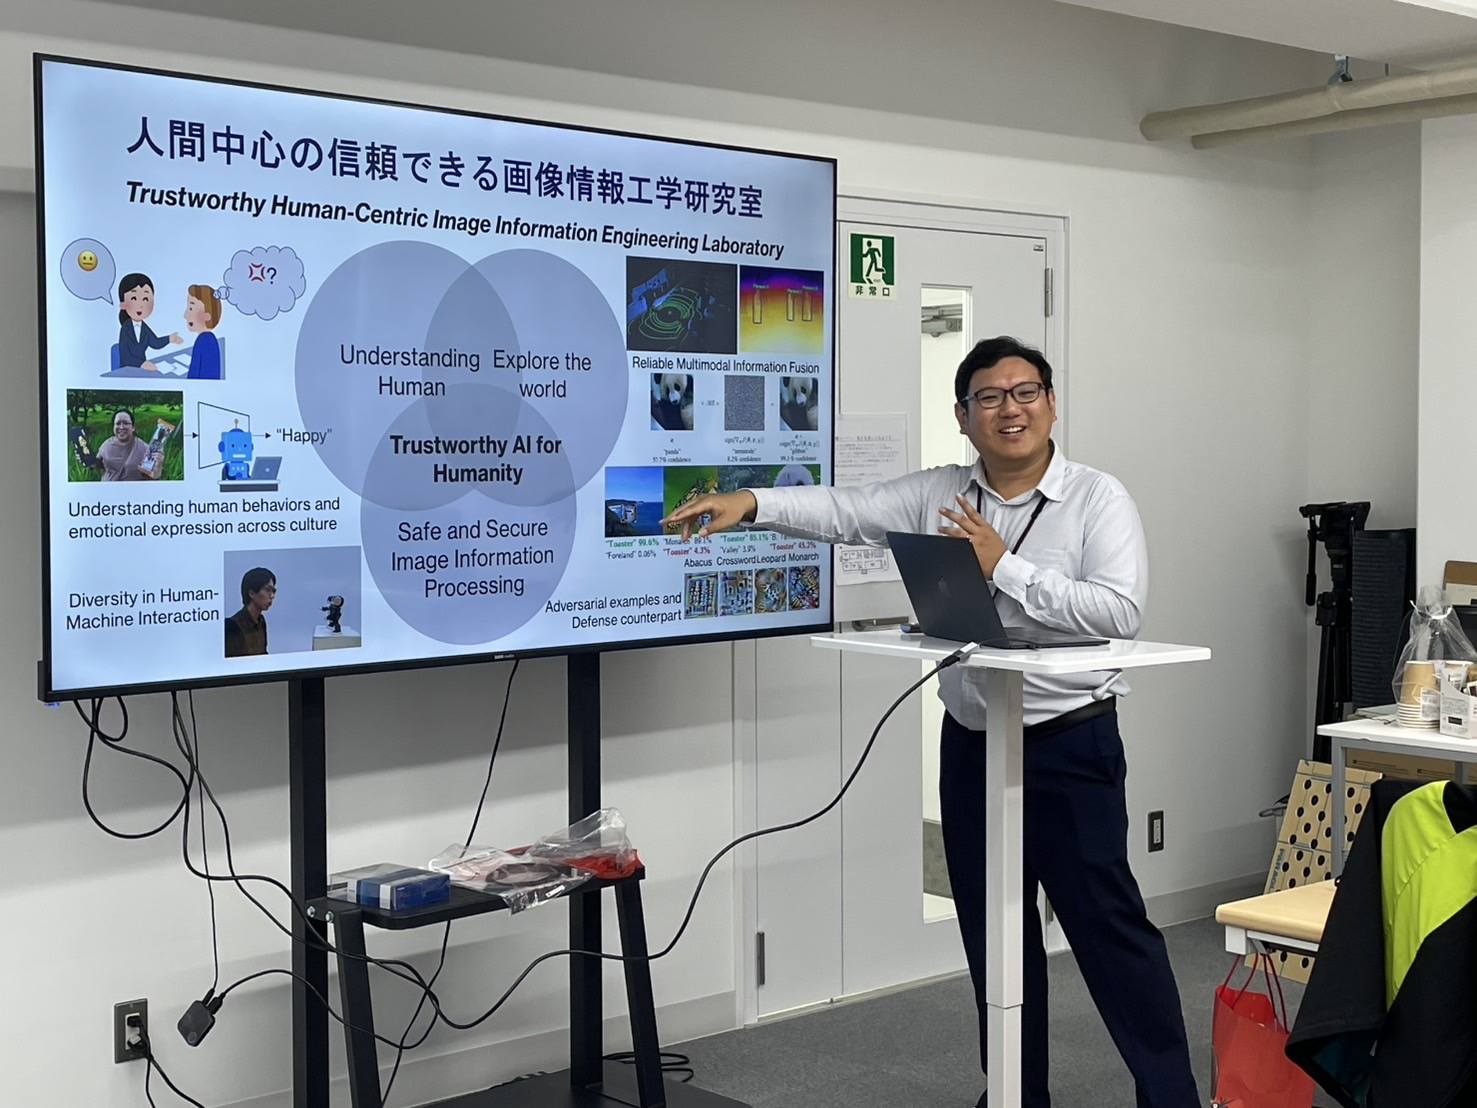 人間中心の信頼できる画像情報工学研究室
Trustworthy Human-Centric Image Information Engineering Laboratory
?
Understanding
Human
Explore the
world
Trustworthy AI for
Humanity
Safe and Secure
Image Information
Processing
"Happy"
Understanding human behaviors and
emotional expression across culture
Diversity in Human-
Machine Interaction
Reliable Multimodal Information Fusion
"panda"
57.7% confidence
"nematode"
8.2% confidence
"gibbon"
99.3 % confidence
"Toaster" 99.6%
"Foreland" 0.06%
"Monarch" 89.1%
"Toaster" 4.3%
"Toaster" 85.1%
"Valley" 3.9%
"Toaster" 45.3%
Abacus Crossword Leopard Monarch
Adversarial examples and
Defense counterpart
非常口